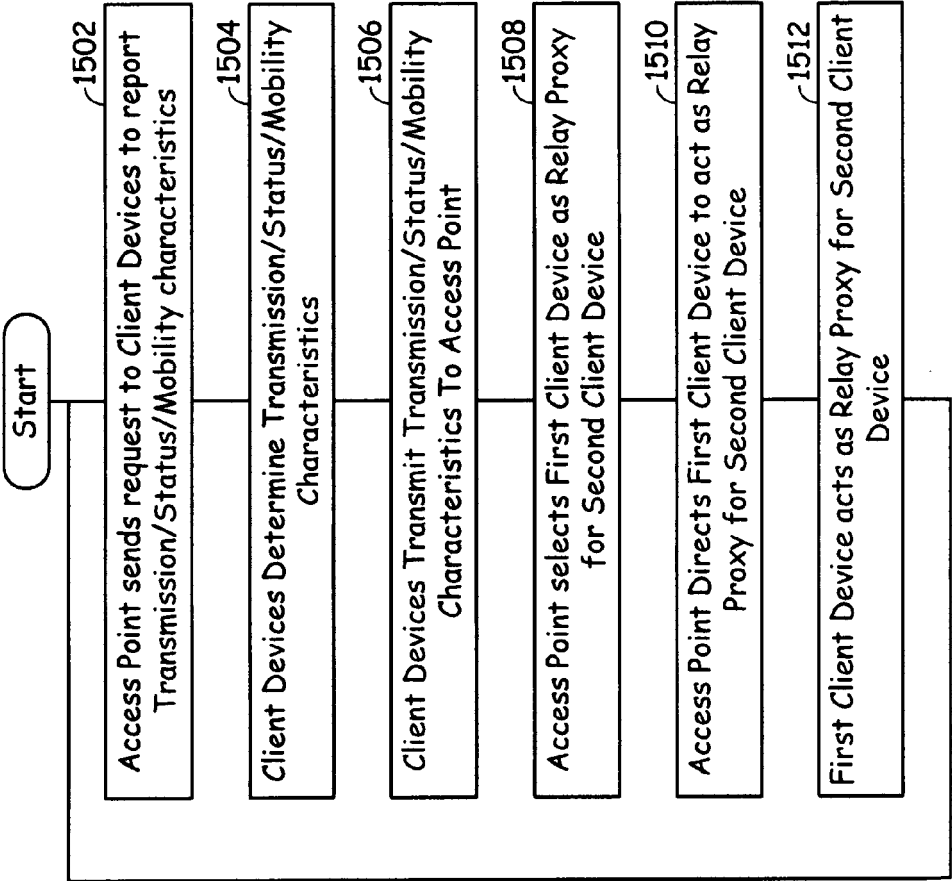 Start
1502
Access Point sends request to Client Devices to report
Transmission/Status/Mobility characteristics
1504
Client Devices Determine Transmission/Status/Mobility
Characteristics
1506
Client Devices Transmit Transmission/Status/Mobility
Characteristics To Access Point
1508
Access Point selects First Client Device as Relay Proxy
for Second Client Device
1510
Access Point Directs First Client Device to act as Relay
Proxy for Second Client Device
1512
First Client Device acts as Relay Proxy for Second Client
Device